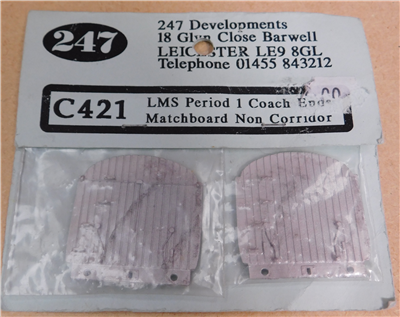 247
247 Developments
18 Glyn Close Barwell
LEICESTER LE9 8GL
Telephone 01455 843212
C421
LMS Period 1 Coach Ends
Matchboard Non Corridor